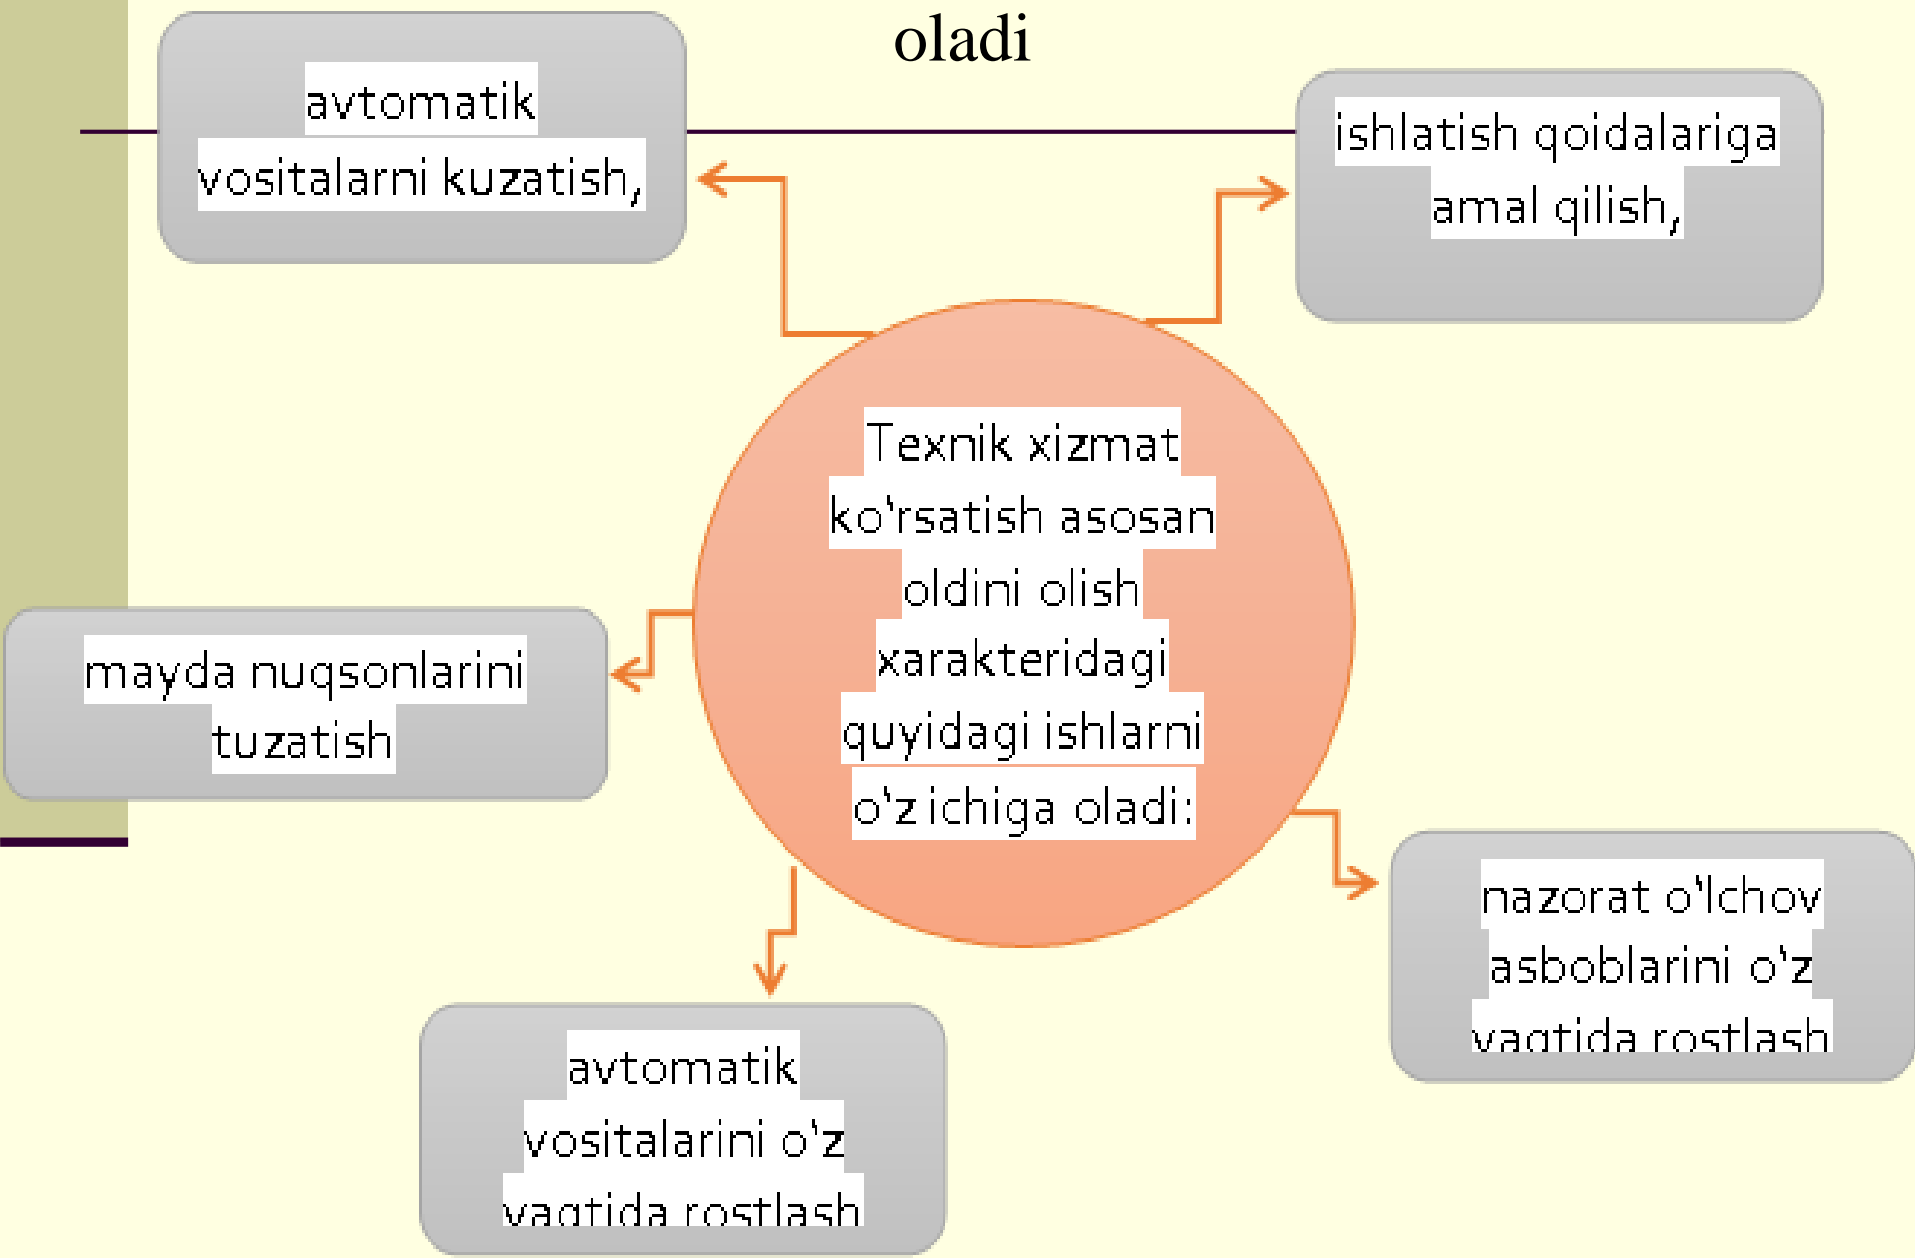 oladi
avtomatik
vositalarni kuzatish,
ishlatish qoidalariga
amal qilish,
Texnik xizmat
ko'rsatish asosan
oldini olish
xarakteridagi
quyidagi ishlarni
o'z ichiga oladi:
mayda nuqsonlarini
tuzatish
nazorat o'lchov
asboblarini o'z
vaqtida rostlash
avtomatik
vositalarini o'z
vaqtida rostlash